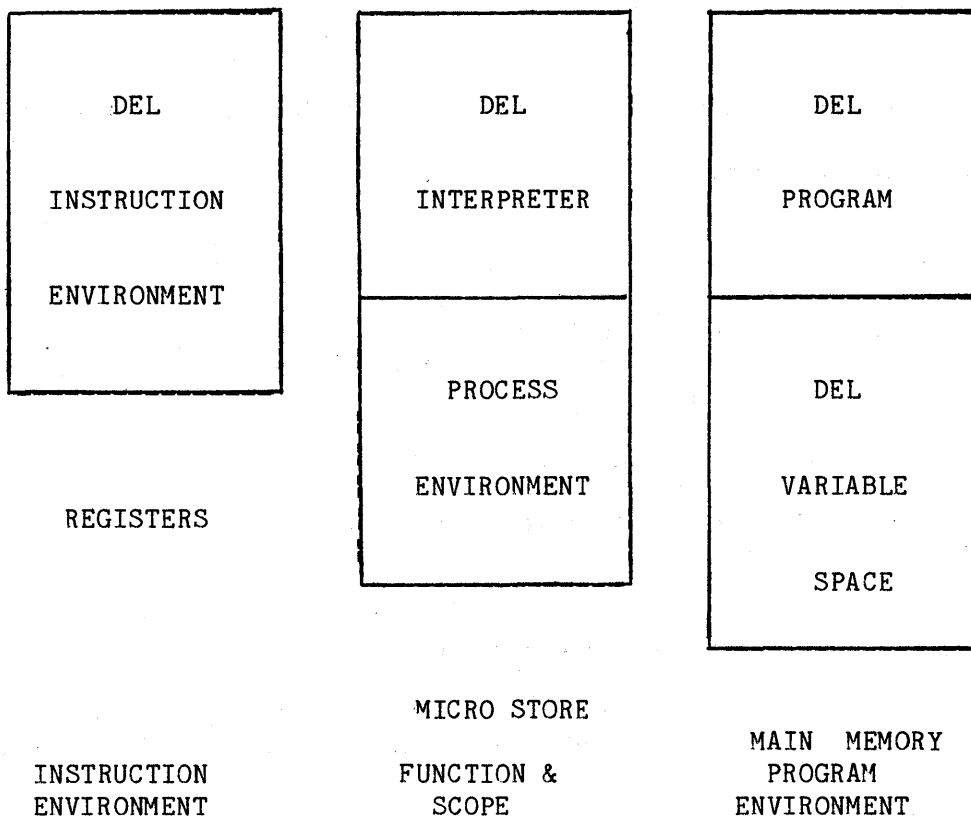 DEL
INSTRUCTION
ENVIRONMENT
REGISTERS
INSTRUCTION
ENVIRONMENT
DEL
INTERPRETER
PROCESS
ENVIRONMENT
MICRO STORE
FUNCTION &
SCOPE
DEL
PROGRAM
DEL
VARIABLE
SPACE
MAIN MEMORY
PROGRAM
ENVIRONMENT